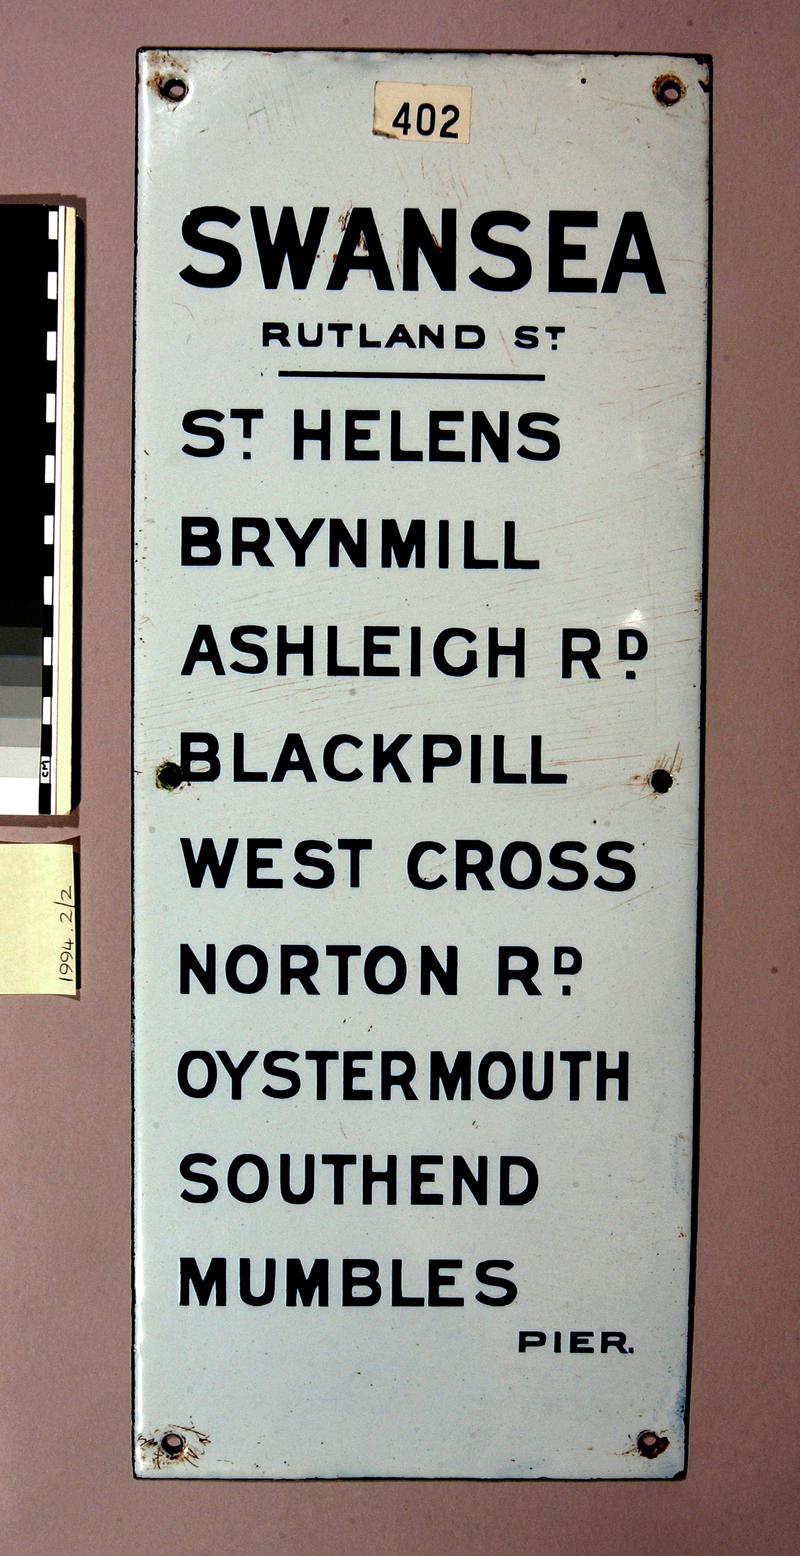 402
SWANSEA
RUTLAND ST
ST HELENS
BRYNMILL
ASHLEIGH RD
BLACKPILL
WEST CROSS
NORTON RD
OYSTERMOUTH
SOUTHEND
MUMBLES
PIER.
CM
1994.2/2